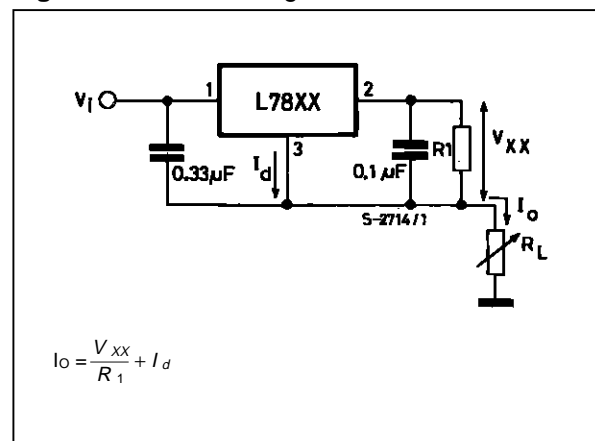 1
L78XX
2
Vi
3
Id
0.33µF
0.1µF
R1
VXX
S-2714/1
Io
RL
IO = VXX / R1 + Id